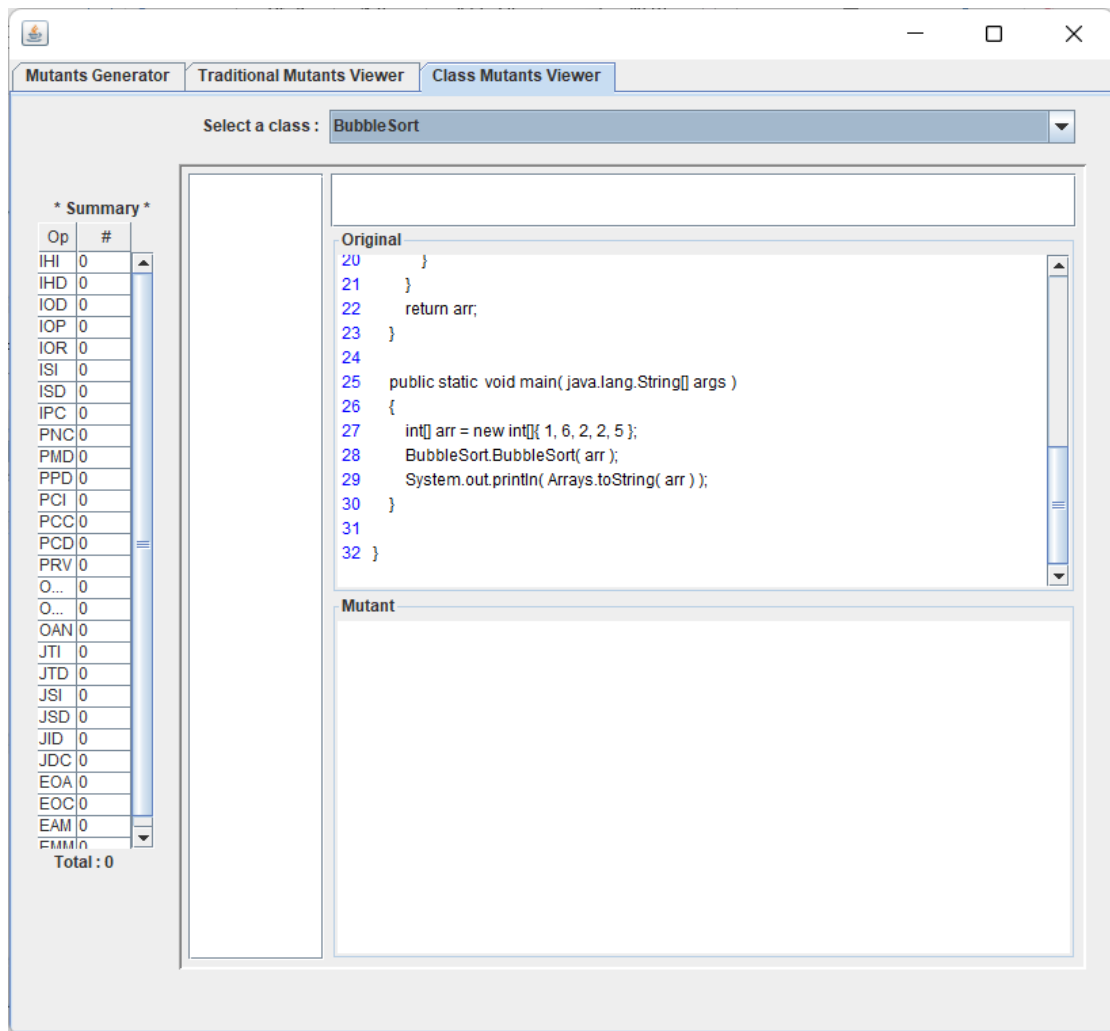 Mutants Generator Traditional Mutants Viewer Class Mutants Viewer
Select a class : BubbleSort
* Summary *
Op #
IHI 0
IHD 0
IOD 0
IOP 0
IOR 0
ISI 0
ISD 0
IPC 0
PNC 0
PMD 0
PPD 0
PCI 0
PCC 0
PCD 0
PRV 0
O... 0
O... 0
OAN 0
JTI 0
JTD 0
JSI 0
JSD 0
JID 0
JDC 0
EOA 0
EOC 0
EAM 0
EMM 0
Total : 0
Original
20 }
21 }
22 return arr;
23 }
24
25 public static void main( java.lang.String[] args )
26 {
27 int[] arr = new int[]{ 1, 6, 2, 2, 5 };
28 BubbleSort.BubbleSort( arr );
29 System.out.println( Arrays.toString( arr ) );
30 }
31
32 }
Mutant